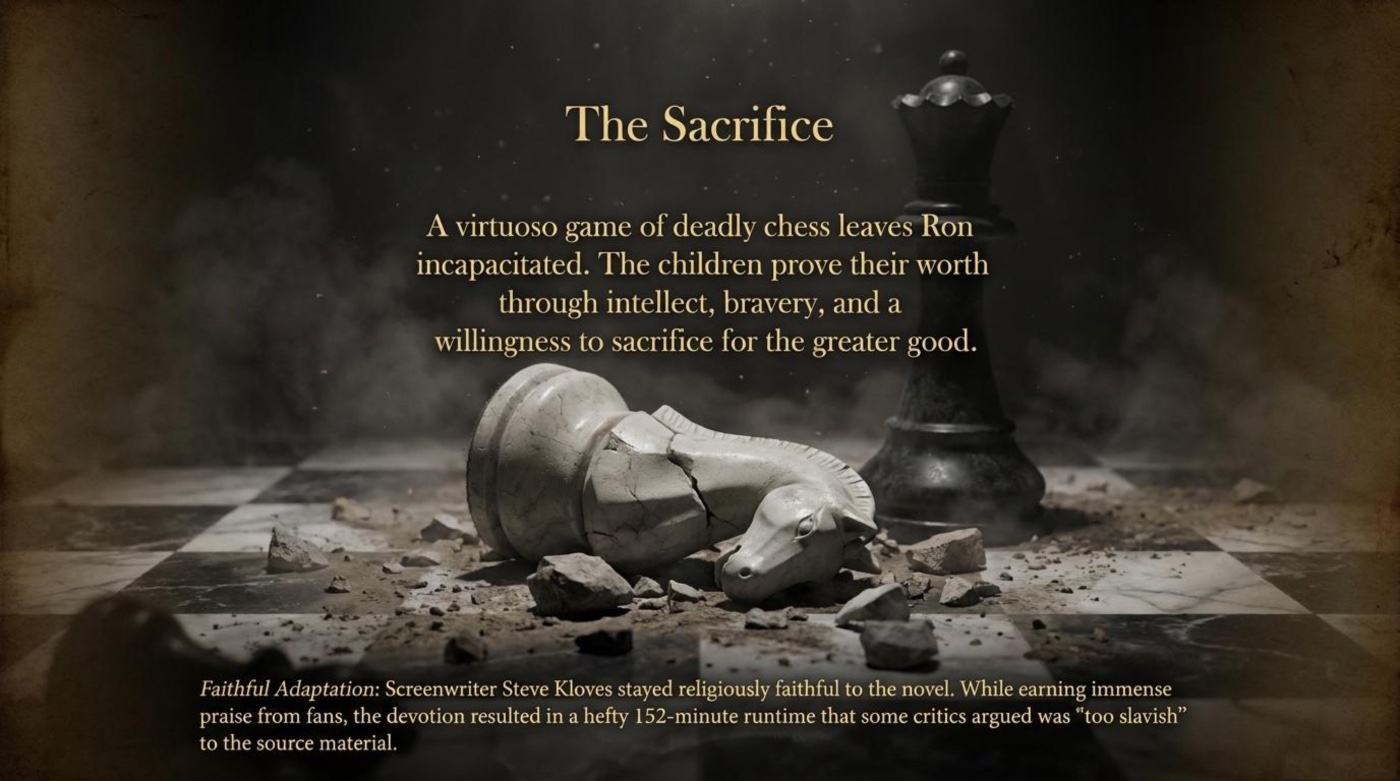 The Sacrifice
A virtuoso game of deadly chess leaves Ron
incapacitated. The children prove their worth
through intellect, bravery, and a
willingness to sacrifice for the greater good.
Faithful Adaptation: Screenwriter Steve Kloves stayed religiously faithful to the novel. While earning immense
praise from fans, the devotion resulted in a hefty 152-minute runtime that some critics argued was “too slavish”
to the source material.